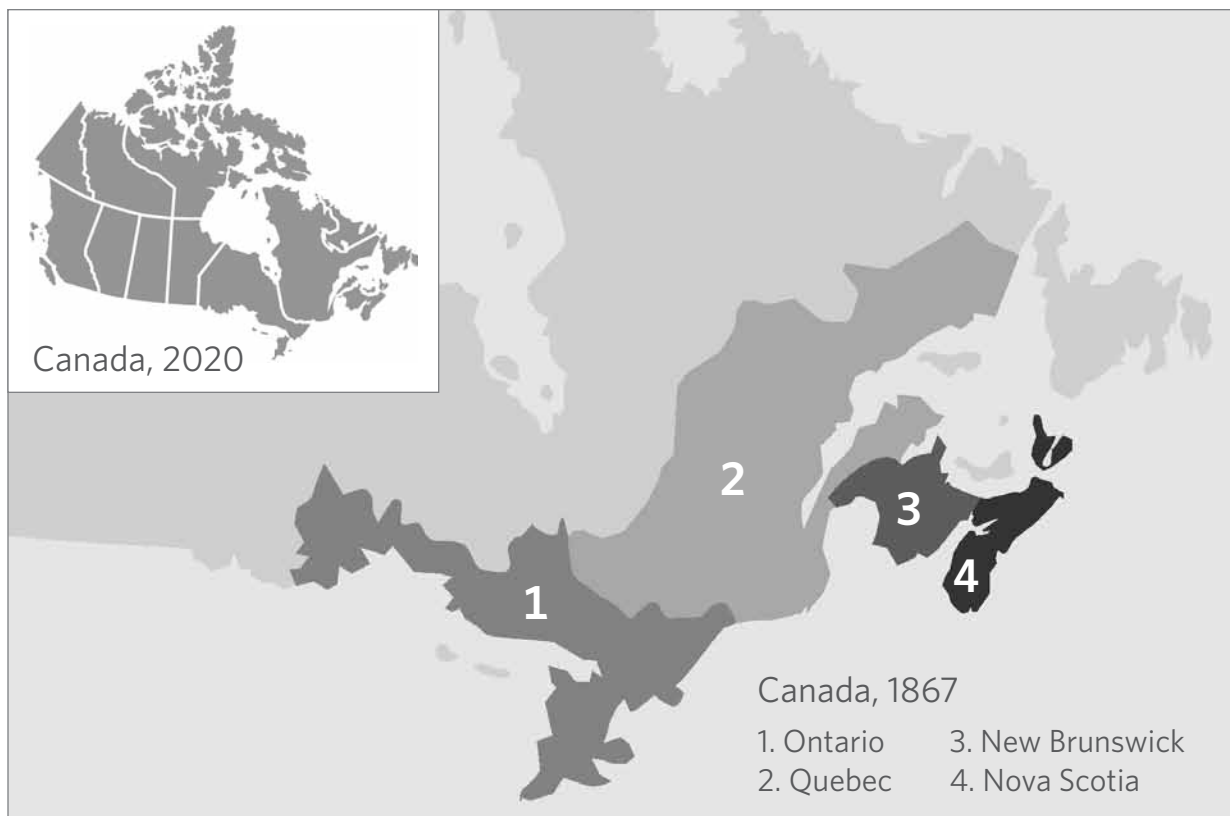 Canada, 2020
2
3
4
1
Canada, 1867
1. Ontario
3. New Brunswick
2. Quebec
4. Nova Scotia